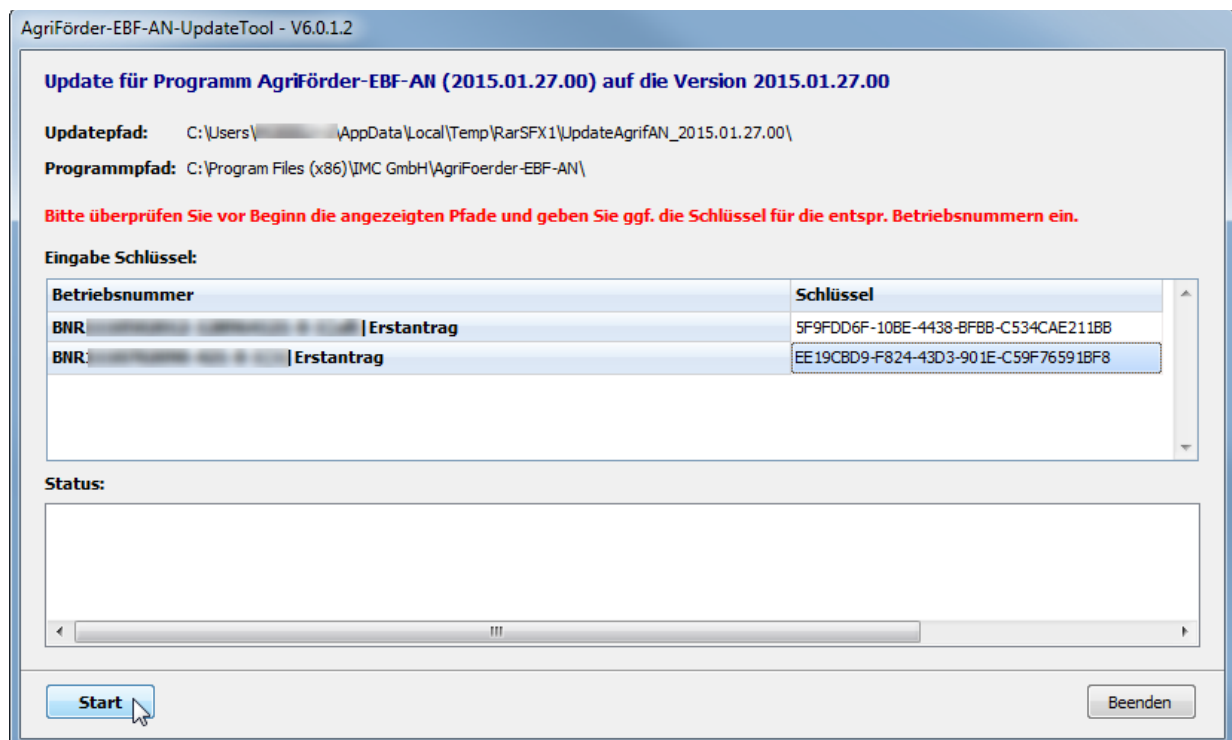 AgriFörder-EBF-AN-UpdateTool - V6.0.1.2
Update für Programm AgriFörder-EBF-AN (2015.01.27.00) auf die Version 2015.01.27.00
Updatepfad: C:\Users\ \AppData\Local\Temp\RarSFX1\UpdateAgrifAN_2015.01.27.00\
Programmpfad: C:\Program Files (x86)\IMC GmbH\AgriFoerder-EBF-AN\
Bitte überprüfen Sie vor Beginn die angezeigten Pfade und geben Sie ggf. die Schlüssel für die entspr. Betriebsnummern ein.
Eingabe Schlüssel:
Betriebsnummer Schlüssel
BNR |Erstantrag 5F9FDD6F-10BE-4438-BFBB-C534CAE211BB
BNR |Erstantrag EE19CBD9-F824-43D3-901E-C59F76591BF8
Status:
Start Beenden